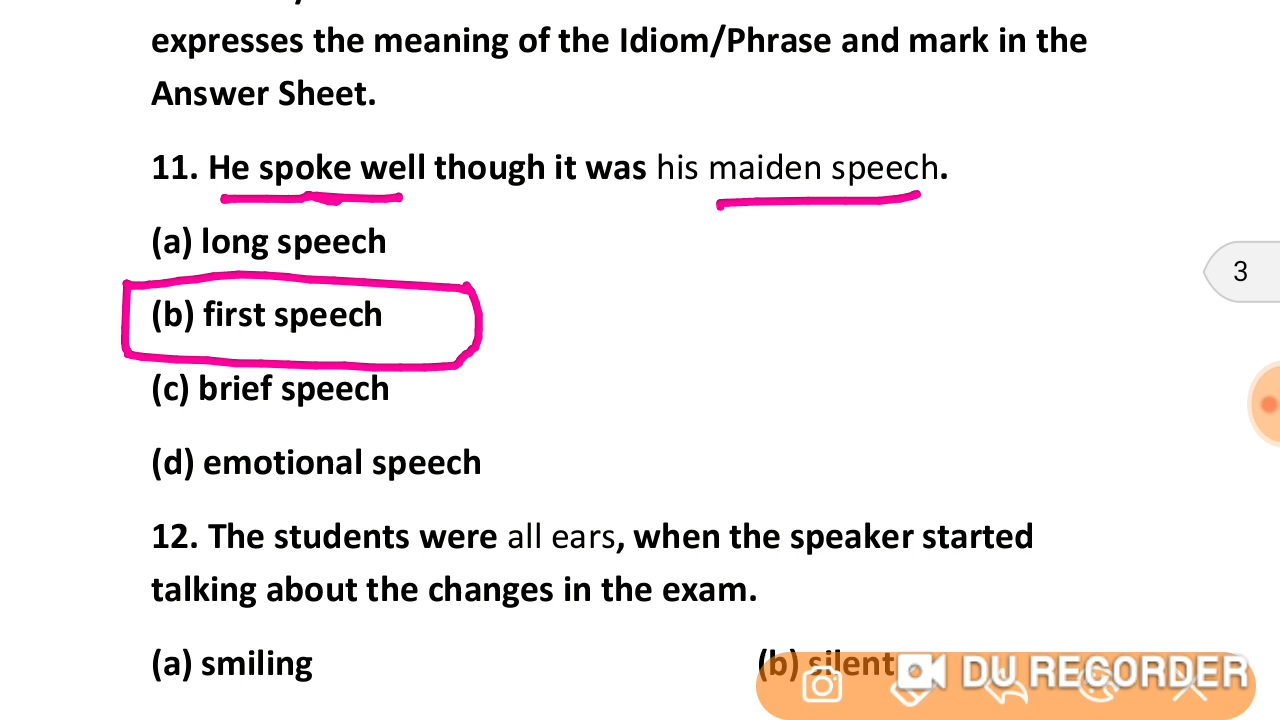 expresses the meaning of the Idiom/Phrase and mark in the
Answer Sheet.
11. He spoke well though it was his maiden speech.
(a) long speech
3
(b) first speech
(c) brief speech
(d) emotional speech
12. The students were all ears, when the speaker started
talking about the changes in the exam.
(a) smiling (b) silent
DU RECORDER